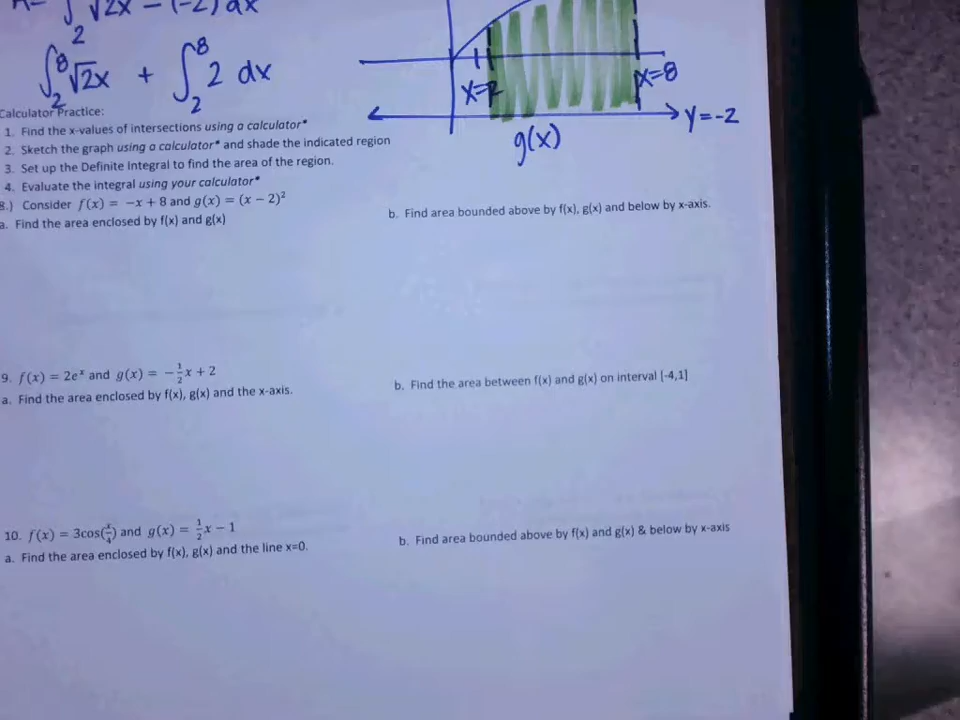 ∫₂ √2x − (−2) dx
∫₂⁸ √2x + ∫₂⁸ 2 dx
x=2
x=8
y=-2
g(x)
Calculator Practice:
1. Find the x-values of intersections using a calculator*
2. Sketch the graph using a calculator* and shade the indicated region
3. Set up the Definite Integral to find the area of the region.
4. Evaluate the integral using your calculator*
8.) Consider f(x) = −x + 8 and g(x) = (x − 2)²
a. Find the area enclosed by f(x) and g(x)
b. Find area bounded above by f(x), g(x) and below by x-axis.
9. f(x) = 2eˣ and g(x) = −½x + 2
a. Find the area enclosed by f(x), g(x) and the x-axis.
b. Find the area between f(x) and g(x) on interval [-4,1]
10. f(x) = 3cos(x/4) and g(x) = ½x − 1
a. Find the area enclosed by f(x), g(x) and the line x=0.
b. Find area bounded above by f(x) and g(x) & below by x-axis